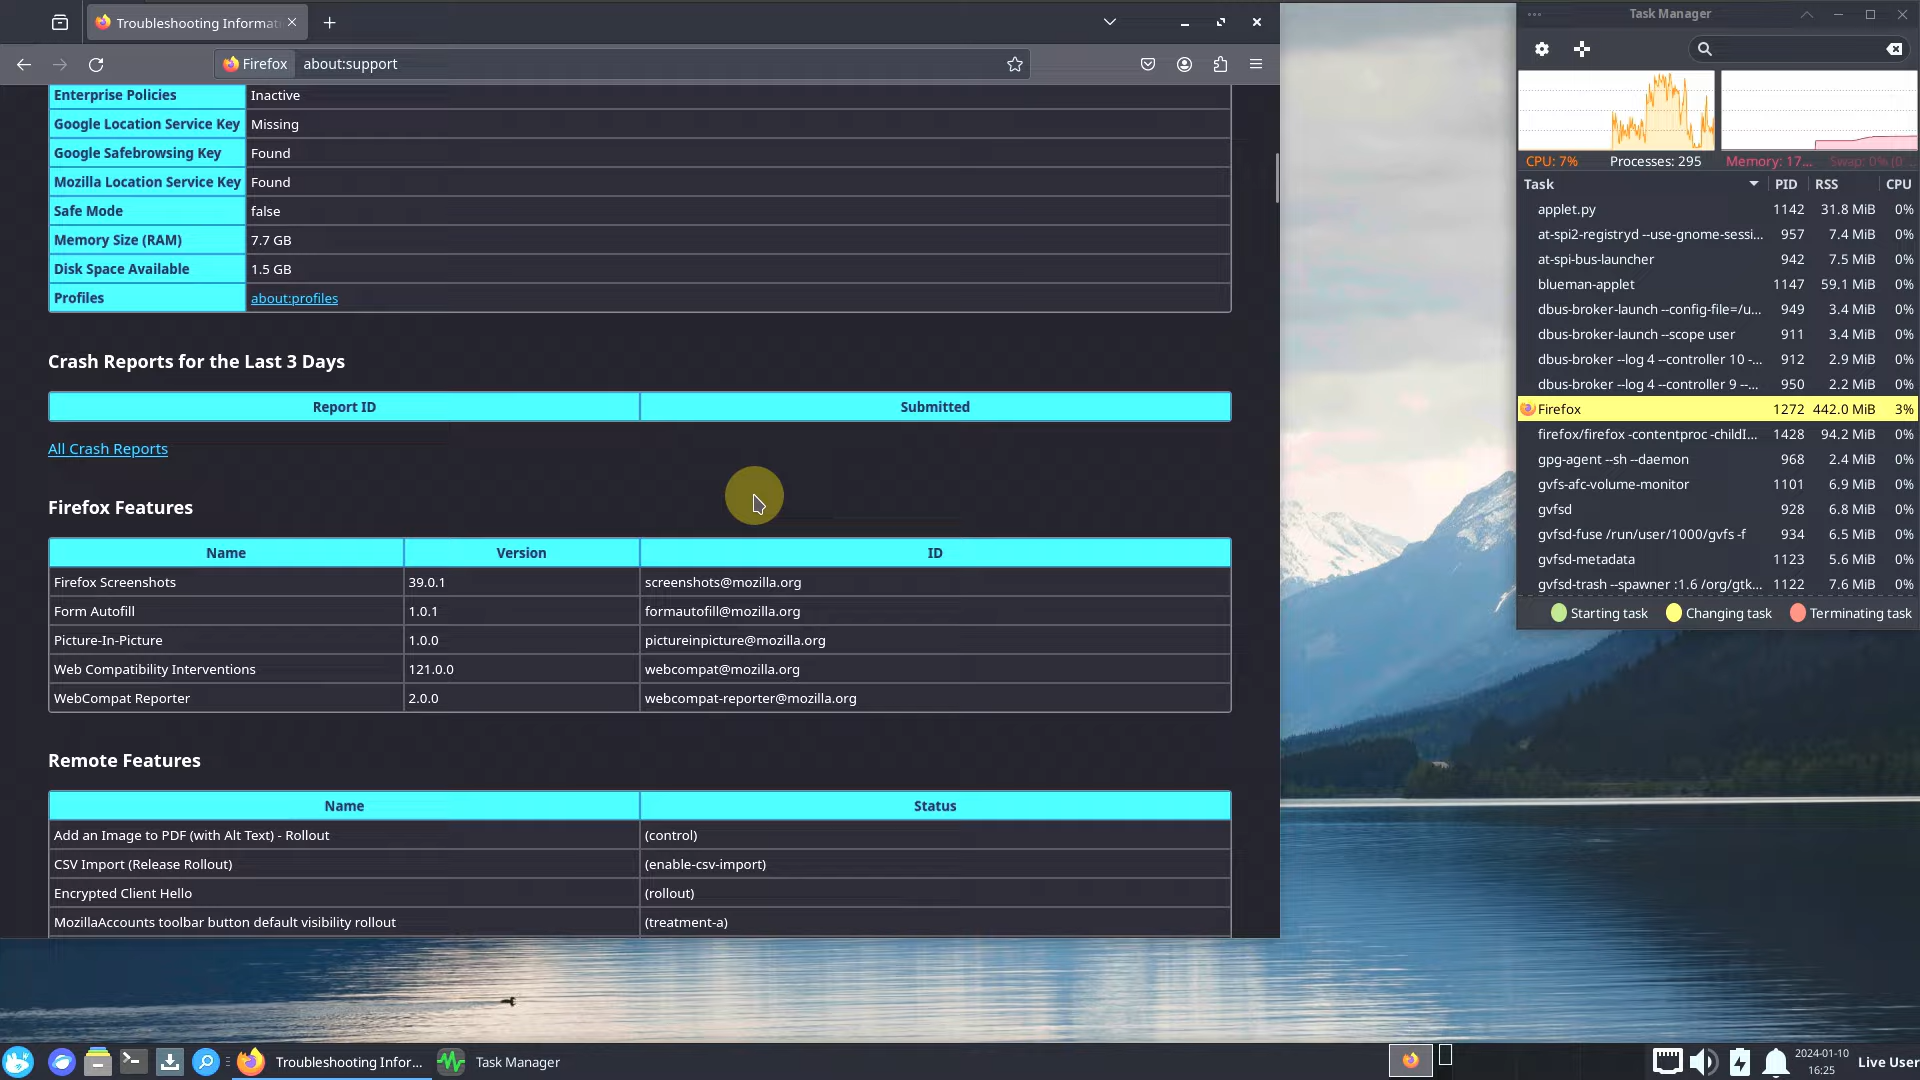 Troubleshooting Informat
Firefox
about:support
Enterprise Policies Inactive
Google Location Service Key Missing
Google Safebrowsing Key Found
Mozilla Location Service Key Found
Safe Mode false
Memory Size (RAM) 7.7 GB
Disk Space Available 1.5 GB
Profiles about:profiles
Crash Reports for the Last 3 Days
Report ID Submitted
All Crash Reports
Firefox Features
Name Version ID
Firefox Screenshots 39.0.1 screenshots@mozilla.org
Form Autofill 1.0.1 formautofill@mozilla.org
Picture-In-Picture 1.0.0 pictureinpicture@mozilla.org
Web Compatibility Interventions 121.0.0 webcompat@mozilla.org
WebCompat Reporter 2.0.0 webcompat-reporter@mozilla.org
Remote Features
Name Status
Add an Image to PDF (with Alt Text) - Rollout (control)
CSV Import (Release Rollout) (enable-csv-import)
Encrypted Client Hello (rollout)
MozillaAccounts toolbar button default visibility rollout (treatment-a)
Task Manager
CPU: 7% Processes: 295 Memory: 17... Swap: 0% (0 ...
Task PID RSS CPU
applet.py 1142 31.8 MiB 0%
at-spi2-registryd --use-gnome-sessi... 957 7.4 MiB 0%
at-spi-bus-launcher 942 7.5 MiB 0%
blueman-applet 1147 59.1 MiB 0%
dbus-broker-launch --config-file=/u... 949 3.4 MiB 0%
dbus-broker-launch --scope user 911 3.4 MiB 0%
dbus-broker --log 4 --controller 10 -... 912 2.9 MiB 0%
dbus-broker --log 4 --controller 9 --... 950 2.2 MiB 0%
Firefox 1272 442.0 MiB 3%
firefox/firefox -contentproc -childI... 1428 94.2 MiB 0%
gpg-agent --sh --daemon 968 2.4 MiB 0%
gvfs-afc-volume-monitor 1101 6.9 MiB 0%
gvfsd 928 6.8 MiB 0%
gvfsd-fuse /run/user/1000/gvfs -f 934 6.5 MiB 0%
gvfsd-metadata 1123 5.6 MiB 0%
gvfsd-trash --spawner :1.6 /org/gtk... 1122 7.6 MiB 0%
Starting task Changing task Terminating task
Troubleshooting Infor... Task Manager
2024-01-10
16:25
Live User